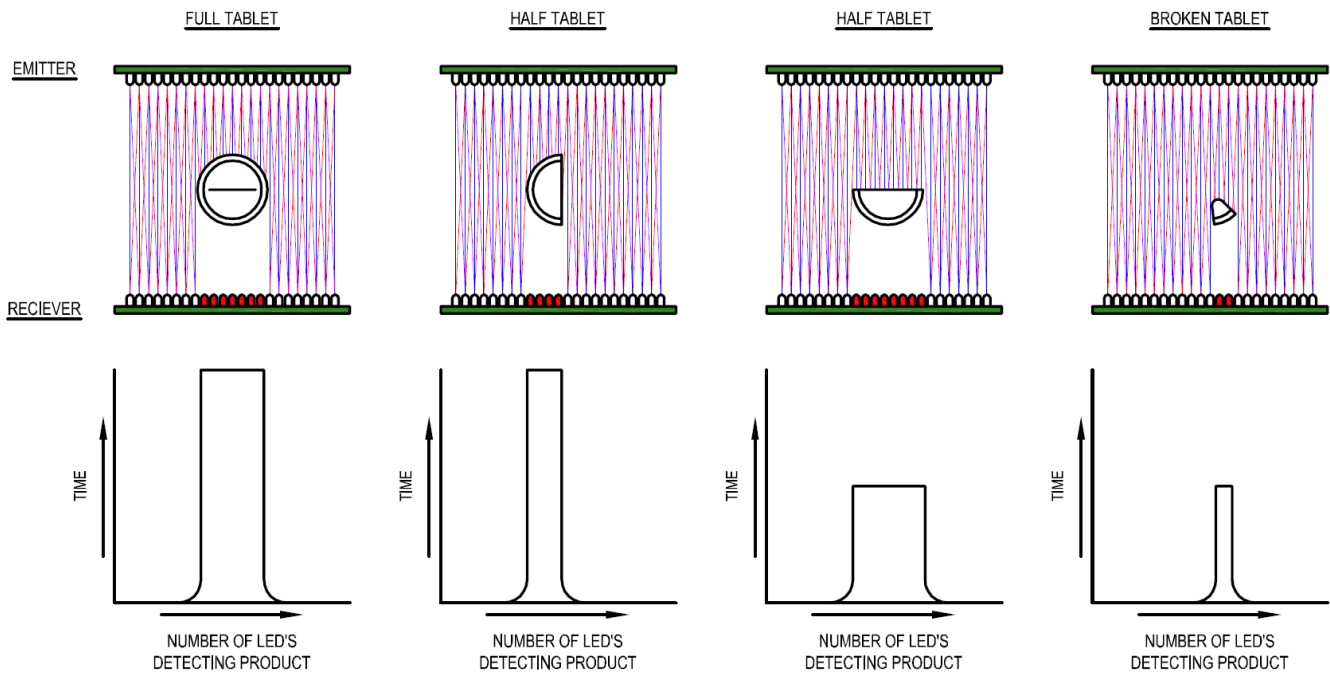 FULL TABLET
HALF TABLET
HALF TABLET
BROKEN TABLET
EMITTER
RECIEVER
TIME
TIME
TIME
TIME
NUMBER OF LED'S
DETECTING PRODUCT
NUMBER OF LED'S
DETECTING PRODUCT
NUMBER OF LED'S
DETECTING PRODUCT
NUMBER OF LED'S
DETECTING PRODUCT